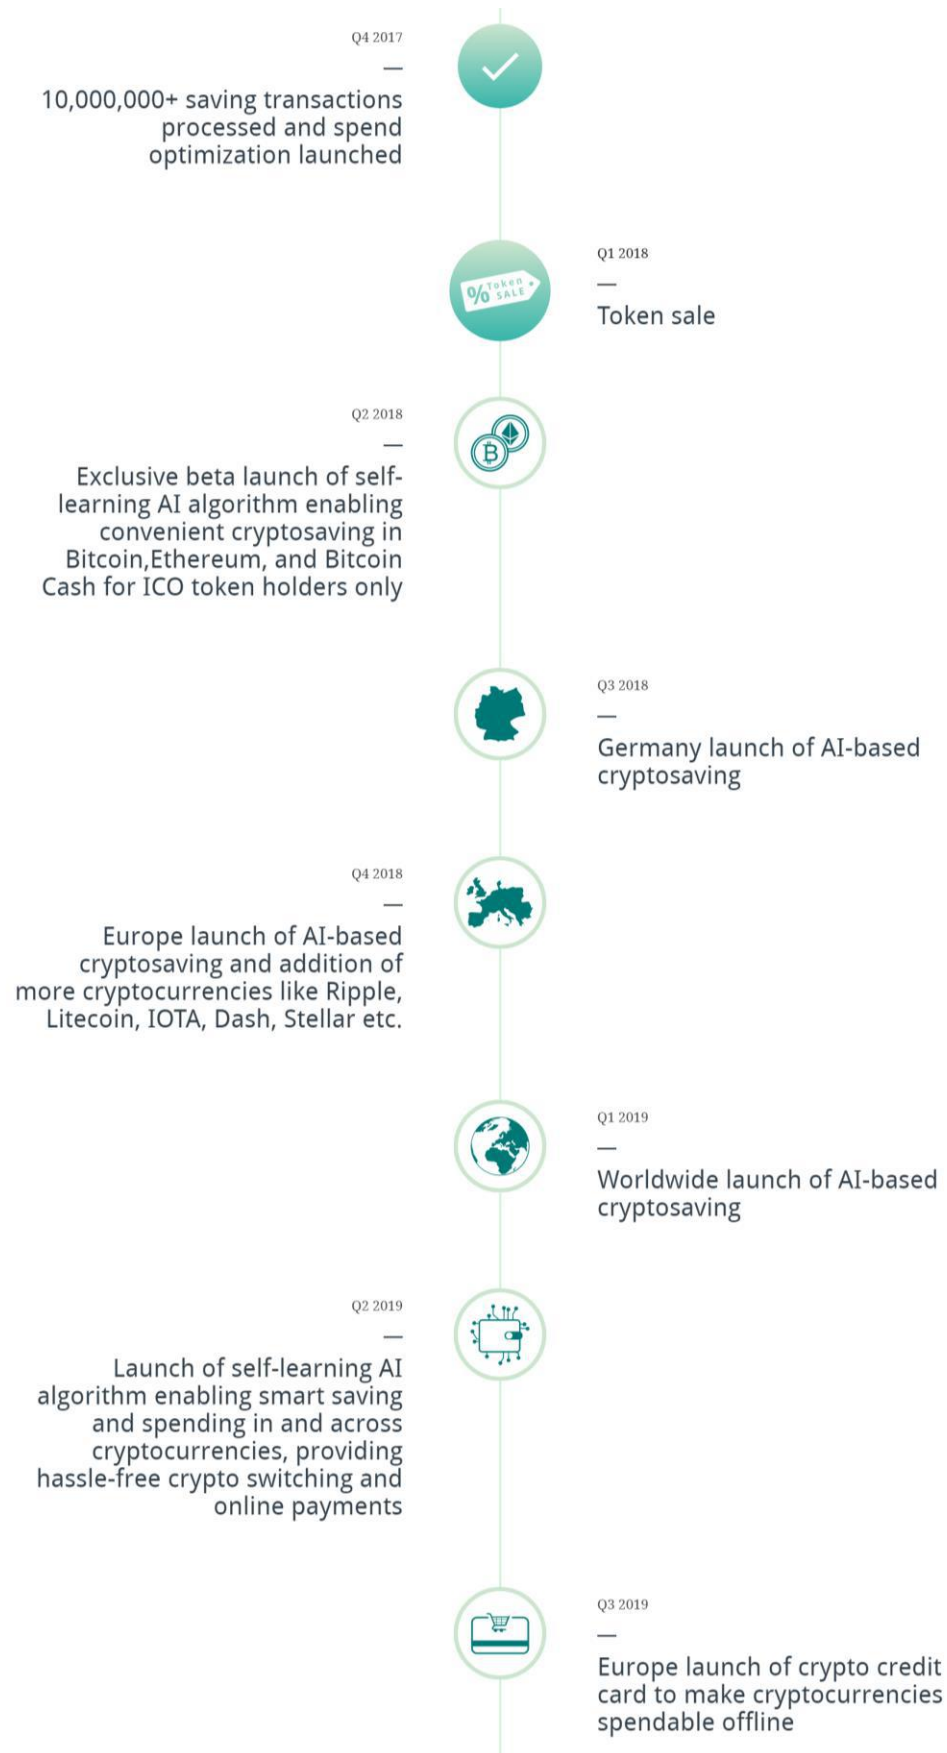 Q4 2017
—
10,000,000+ saving transactions
processed and spend
optimization launched
% Token
SALE
Q1 2018
—
Token sale
Q2 2018
—
Exclusive beta launch of self-
learning AI algorithm enabling
convenient cryptosaving in
Bitcoin,Ethereum, and Bitcoin
Cash for ICO token holders only
Q3 2018
—
Germany launch of AI-based
cryptosaving
Q4 2018
—
Europe launch of AI-based
cryptosaving and addition of
more cryptocurrencies like Ripple,
Litecoin, IOTA, Dash, Stellar etc.
Q1 2019
—
Worldwide launch of AI-based
cryptosaving
Q2 2019
—
Launch of self-learning AI
algorithm enabling smart saving
and spending in and across
cryptocurrencies, providing
hassle-free crypto switching and
online payments
Q3 2019
—
Europe launch of crypto credit
card to make cryptocurrencies
spendable offline